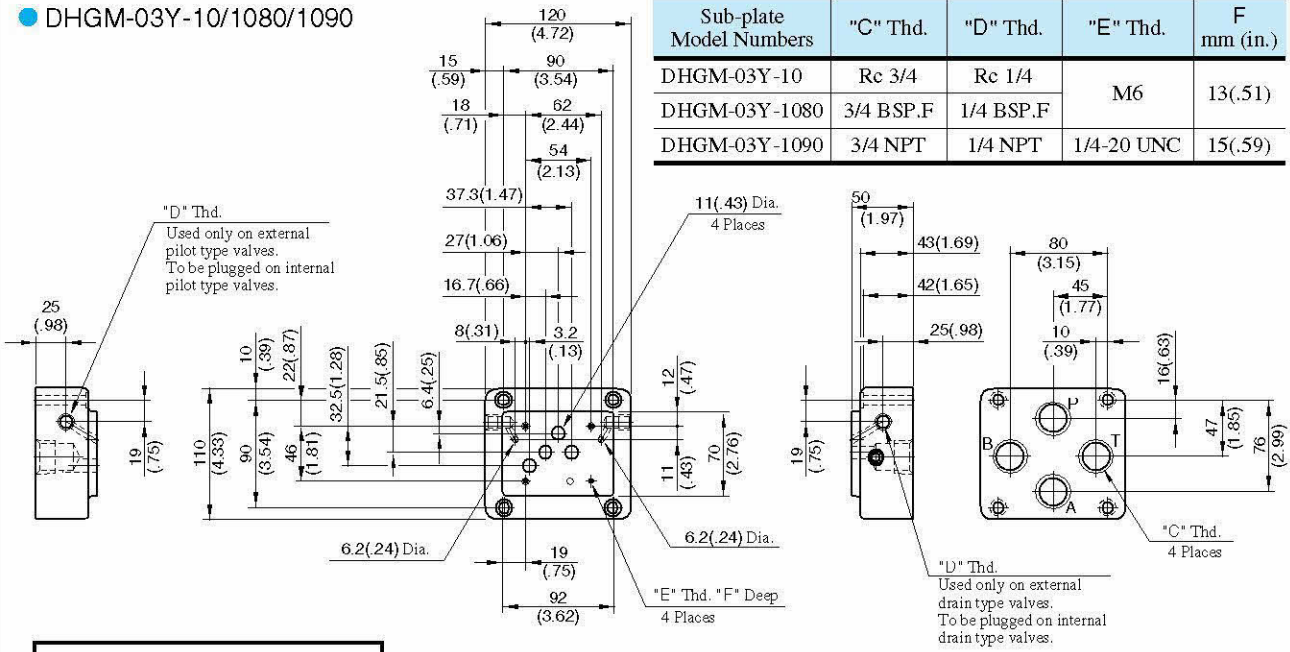 DHGM-03Y-10/1080/1090
Sub-plate
Model Numbers
"C" Thd.
"D" Thd.
"E" Thd.
F
mm (in.)
DHGM-03Y-10
Rc 3/4
Rc 1/4
M6
13(.51)
DHGM-03Y-1080
3/4 BSP.F
1/4 BSP.F
DHGM-03Y-1090
3/4 NPT
1/4 NPT
1/4-20 UNC
15(.59)
120
(4.72)
15
(.59)
90
(3.54)
18
(.71)
62
(2.44)
54
(2.13)
37.3(1.47)
27(1.06)
16.7(.66)
8(.31)
3.2
(.13)
11(.43) Dia.
4 Places
"D" Thd.
Used only on external
pilot type valves.
To be plugged on internal
pilot type valves.
25
(.98)
19
(.75)
10
(.39)
22(.87)
32.5(1.28)
21.5(.85)
6.4(.25)
110
(4.33)
90
(3.54)
46
(1.81)
12
(.47)
11
(.43)
70
(2.76)
6.2(.24) Dia.
6.2(.24) Dia.
19
(.75)
92
(3.62)
"E" Thd. "F" Deep
4 Places
50
(1.97)
43(1.69)
42(1.65)
25(.98)
19
(.75)
80
(3.15)
45
(1.77)
10
(.39)
16(.63)
47
(1.85)
76
(2.99)
P
B
T
A
"C" Thd.
4 Places
"D" Thd.
Used only on external
drain type valves.
To be plugged on internal
drain type valves.